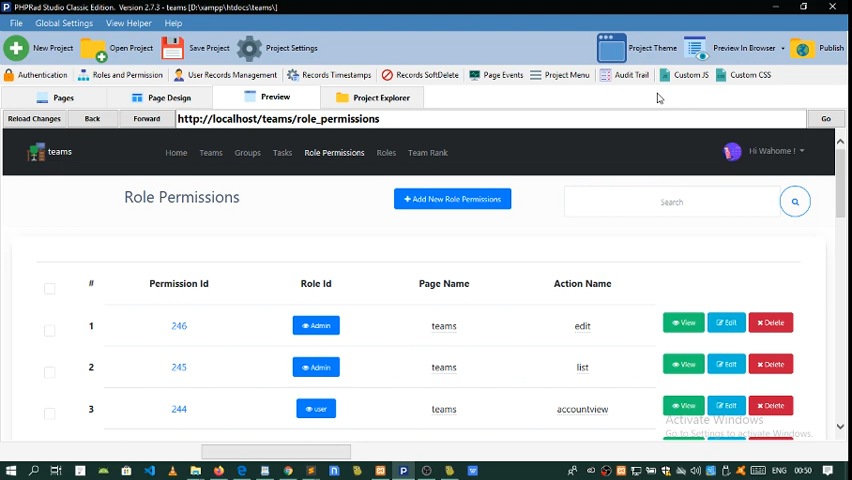 PHPRad Studio Classic Edition. Version 2.7.3 - teams [D:\xampp\htdocs\teams\]
File Global Settings View Helper Help
New Project Open Project Save Project Project Settings Project Theme Preview In Browser Publish
Authentication Roles and Permission User Records Management Records Timestamps Records SoftDelete Page Events Project Menu Audit Trail Custom JS Custom CSS
Pages Page Design Preview Project Explorer
Reload Changes Back Forward http://localhost/teams/role_permissions Go
teams Home Teams Groups Tasks Role Permissions Roles Team Rank Hi Wahome !
Role Permissions + Add New Role Permissions Search
# Permission Id Role Id Page Name Action Name
1 246 Admin teams edit View Edit Delete
2 245 Admin teams list View Edit Delete
3 244 user teams accountview View Edit Delete
Activate Windows
Go to Settings to activate Windows.
ENG 00:50